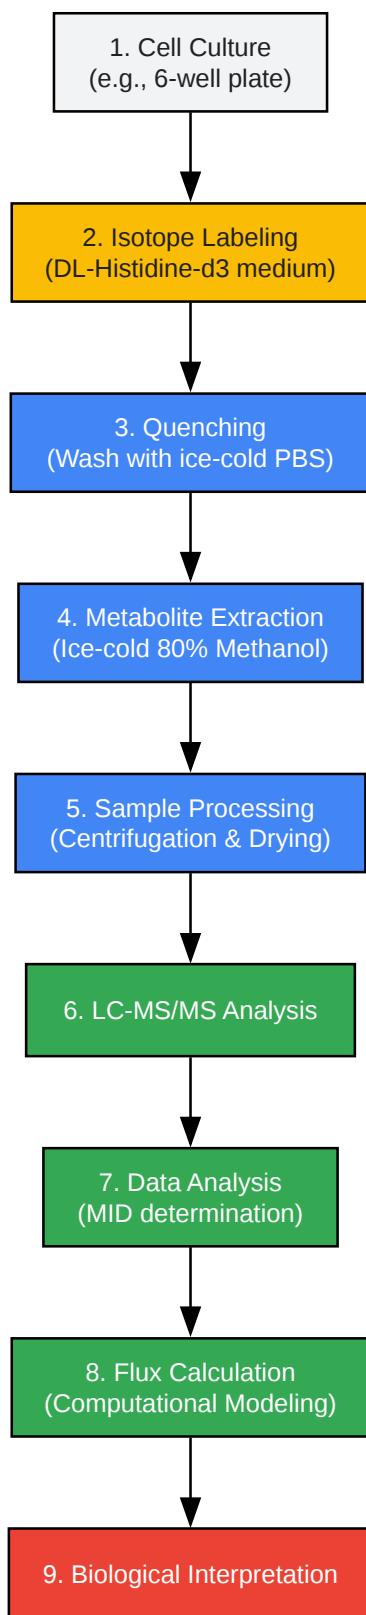 1. Cell Culture
(e.g., 6-well plate)
2. Isotope Labeling
(DL-Histidine-d3 medium)
3. Quenching
(Wash with ice-cold PBS)
4. Metabolite Extraction
(Ice-cold 80% Methanol)
5. Sample Processing
(Centrifugation & Drying)
6. LC-MS/MS Analysis
7. Data Analysis
(MID determination)
8. Flux Calculation
(Computational Modeling)
9. Biological Interpretation